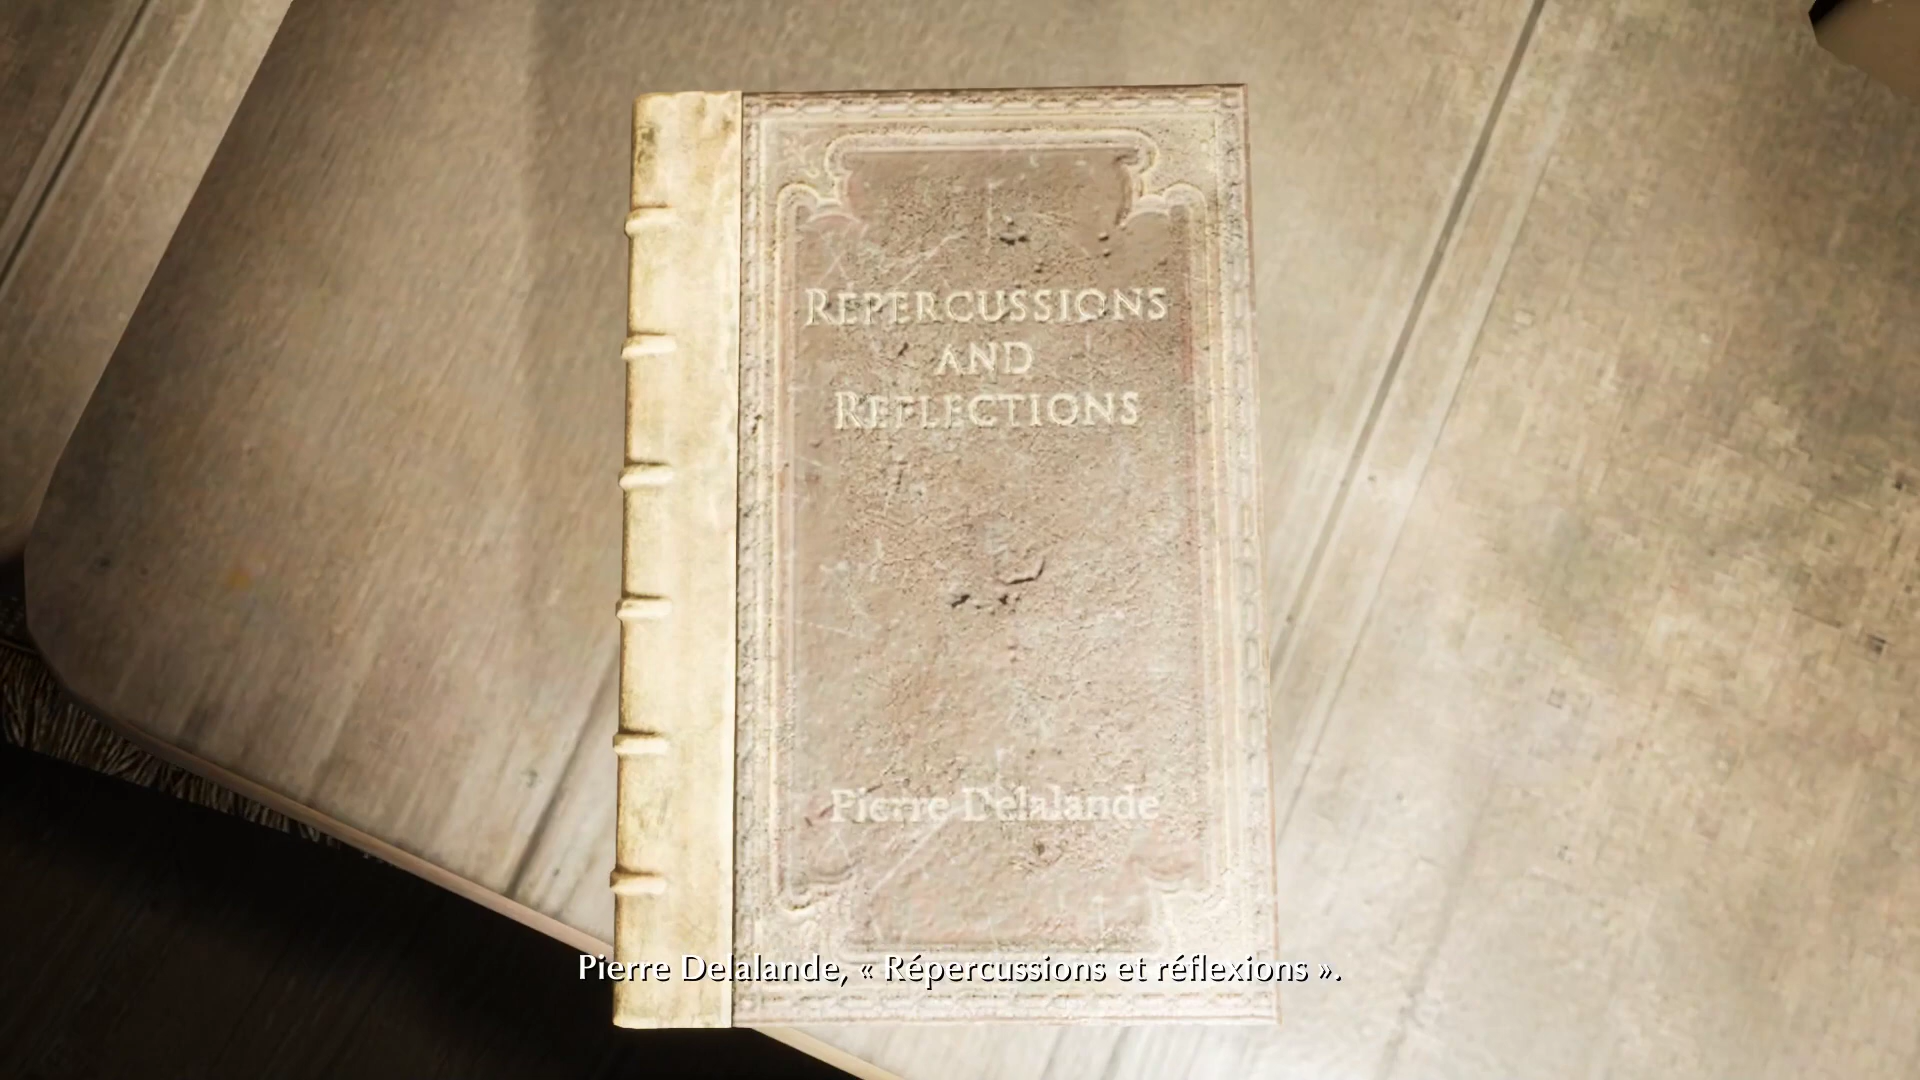 REPERCUSSIONS
AND
REFLECTIONS
Pierre Delalande
Pierre Delalande, « Répercussions et réflexions ».